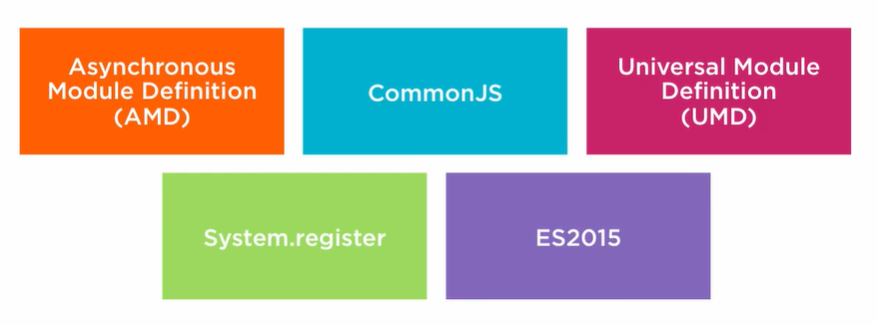 Asynchronous
Module Definition
(AMD)
CommonJS
Universal Module
Definition
(UMD)
System.register
ES2015